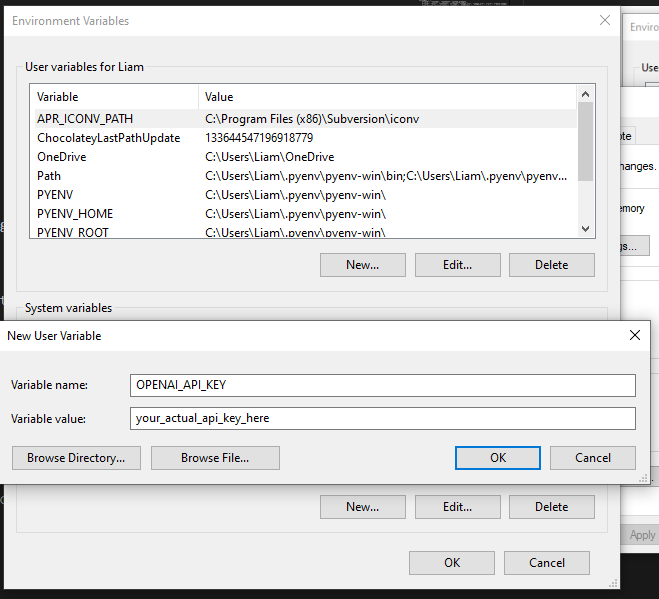 Environment Variables
Enviro
User variables for Liam
Use
Variable Value
APR_ICONV_PATH C:\Program Files (x86)\Subversion\iconv
ChocolateyLastPathUpdate 133644547196918779
OneDrive C:\Users\Liam\OneDrive
Path C:\Users\Liam\.pyenv\pyenv-win\bin;C:\Users\Liam\.pyenv\pyenv...
PYENV C:\Users\Liam\.pyenv\pyenv-win\
PYENV_HOME C:\Users\Liam\.pyenv\pyenv-win\
PYENV_ROOT C:\Users\Liam\.pyenv\pyenv-win\
ote
hanges.
emory
gs...
New... Edit... Delete
System variables
New User Variable
Variable name: OPENAI_API_KEY
Variable value: your_actual_api_key_here
Browse Directory... Browse File... OK Cancel
New... Edit... Delete
Apply
OK Cancel